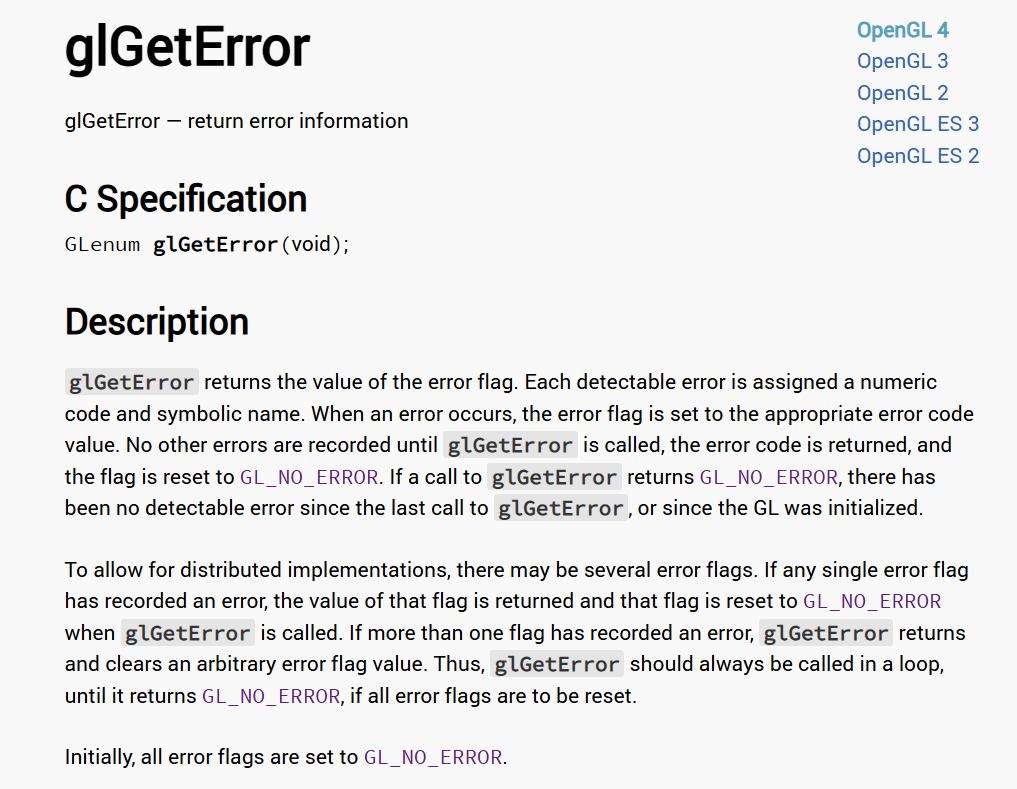 glGetError
OpenGL 4
OpenGL 3
OpenGL 2
OpenGL ES 3
OpenGL ES 2
glGetError — return error information
C Specification
GLenum glGetError(void);
Description
glGetError returns the value of the error flag. Each detectable error is assigned a numeric
code and symbolic name. When an error occurs, the error flag is set to the appropriate error code
value. No other errors are recorded until glGetError is called, the error code is returned, and
the flag is reset to GL_NO_ERROR. If a call to glGetError returns GL_NO_ERROR, there has
been no detectable error since the last call to glGetError, or since the GL was initialized.
To allow for distributed implementations, there may be several error flags. If any single error flag
has recorded an error, the value of that flag is returned and that flag is reset to GL_NO_ERROR
when glGetError is called. If more than one flag has recorded an error, glGetError returns
and clears an arbitrary error flag value. Thus, glGetError should always be called in a loop,
until it returns GL_NO_ERROR, if all error flags are to be reset.
Initially, all error flags are set to GL_NO_ERROR.